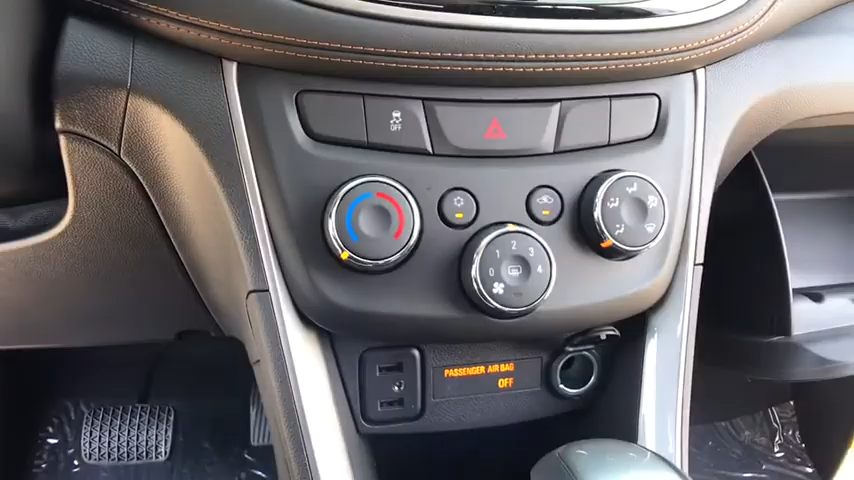 OFF
2
1 3
0 4
PASSENGER AIR BAG
OFF